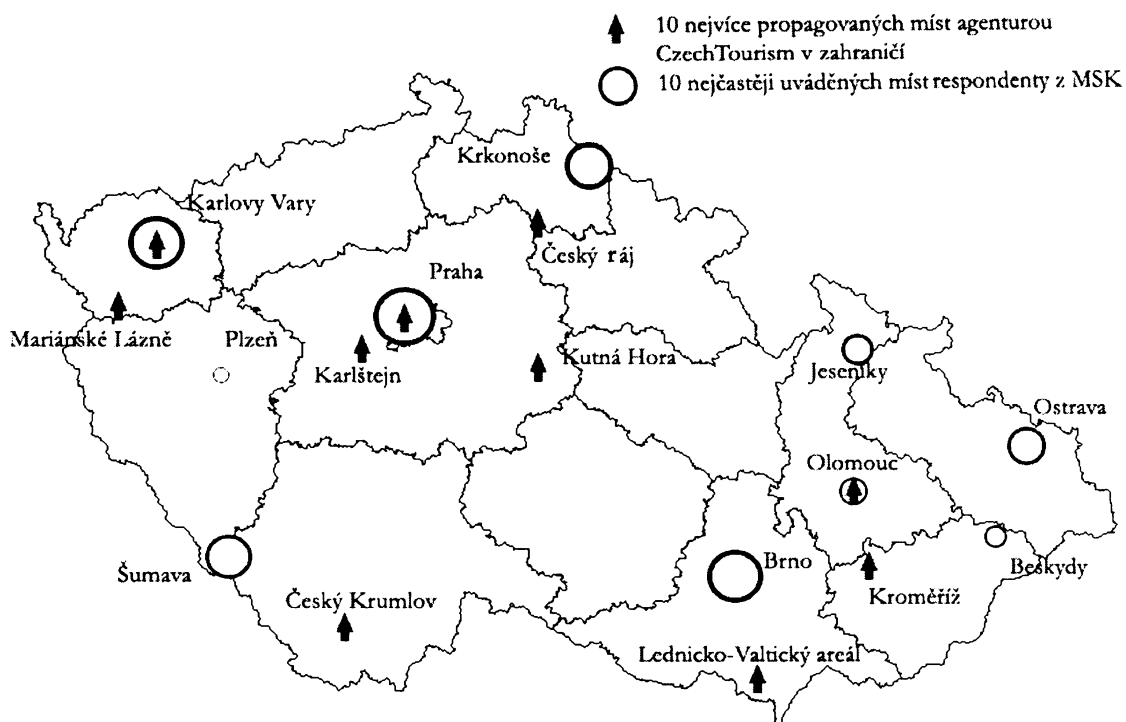 10 nejvíce propagovaných míst agenturou
CzechTourism v zahraničí
10 nejčastěji uváděných míst respondenty z MSK
Krkonoše
Karlovy Vary
Český ráj
Praha
Mariánské Lázně
Plzeň
Karlštejn
Kutná Hora
Jeseníky
Ostrava
Olomouc
Šumava
Brno
Beskydy
Český Krumlov
Kroměříž
Lednicko-Valtický areál